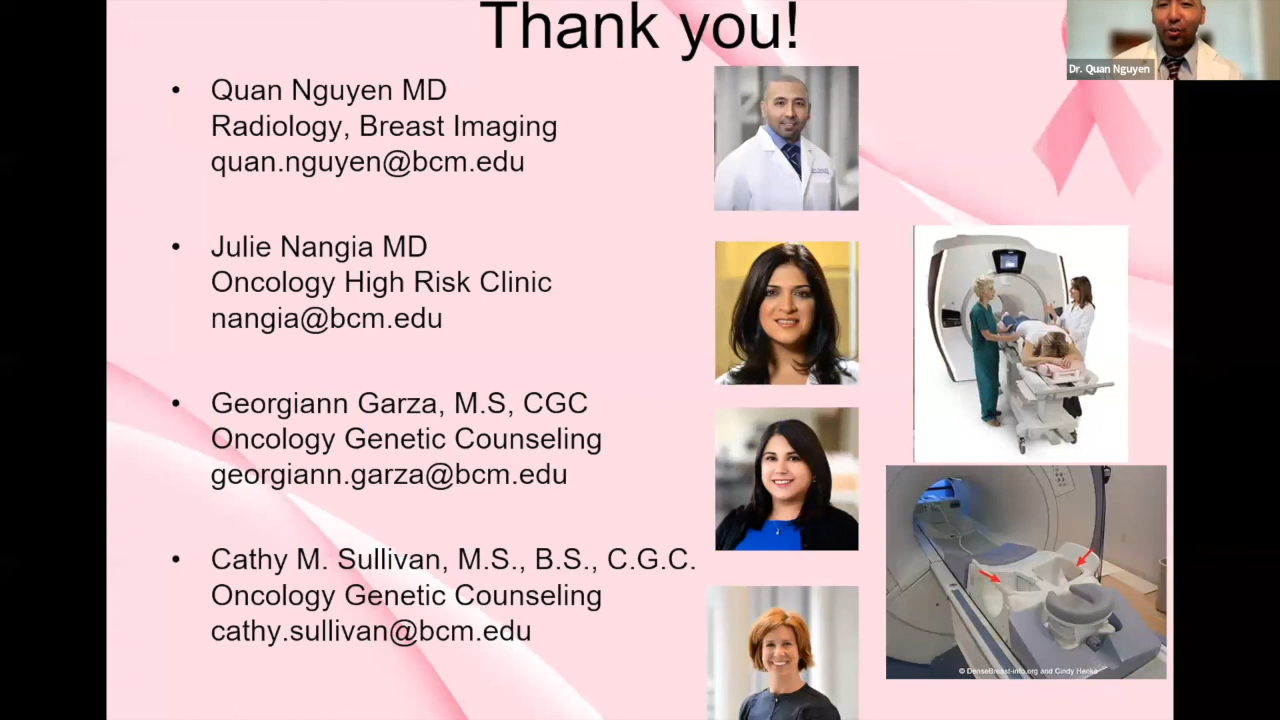 Thank you!
Dr. Quan Nguyen
• Quan Nguyen MD
Radiology, Breast Imaging
quan.nguyen@bcm.edu
• Julie Nangia MD
Oncology High Risk Clinic
nangia@bcm.edu
• Georgiann Garza, M.S, CGC
Oncology Genetic Counseling
georgiann.garza@bcm.edu
• Cathy M. Sullivan, M.S., B.S., C.G.C.
Oncology Genetic Counseling
cathy.sullivan@bcm.edu
© DenseBreast-info.org and Cindy Henke